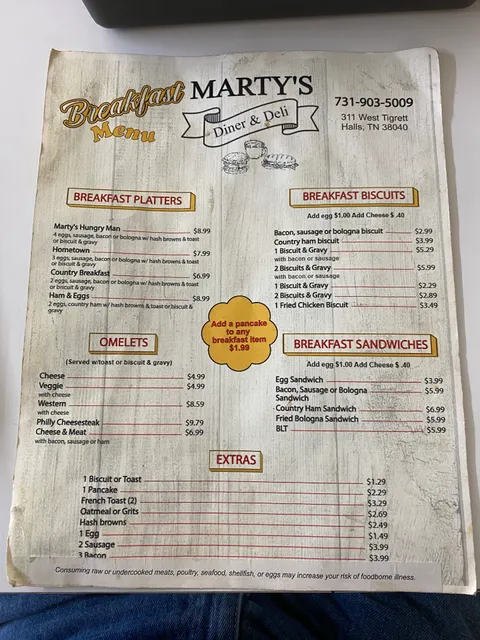 Breakfast
Menu
MARTY'S
Diner & Deli
731-903-5009
311 West Tigrett
Halls, TN 38040
BREAKFAST PLATTERS
Marty's Hungry Man $8.99
4 eggs, sausage, bacon or bologna w/ hash browns & toast
or biscuit & gravy
Hometown $7.99
3 eggs, sausage, bacon or bologna w/ hash browns & toast
or biscuit & gravy
Country Breakfast $6.99
2 eggs, sausage, bacon or bologna w/ hash browns & toast
or biscuit & gravy
Ham & Eggs $8.99
2 eggs, country ham w/ hash browns & toast or biscuit &
gravy
BREAKFAST BISCUITS
Add egg $1.00 Add Cheese $ .40
Bacon, sausage or bologna biscuit $2.99
Country ham biscuit $3.99
1 Biscuit & Gravy $5.29
with bacon or sausage
2 Biscuits & Gravy $5.99
with bacon or sausage
1 Biscuit & Gravy $2.29
2 Biscuits & Gravy $2.89
1 Fried Chicken Biscuit $3.49
Add a pancake
to any
breakfast item
$1.99
OMELETS
(Served w/toast or biscuit & gravy)
Cheese $4.99
Veggie $4.99
with cheese
Western $8.59
with cheese
Philly Cheesesteak $9.79
Cheese & Meat $6.99
with bacon, sausage or ham
BREAKFAST SANDWICHES
Add egg $1.00 Add Cheese $ .40
Egg Sandwich $3.99
Bacon, Sausage or Bologna $5.99
Sandwich
Country Ham Sandwich $6.99
Fried Bologna Sandwich $5.99
BLT $5.99
EXTRAS
1 Biscuit or Toast $1.29
1 Pancake $2.29
French Toast (2) $3.29
Oatmeal or Grits $2.69
Hash browns $2.49
1 Egg $1.49
2 Sausage $3.99
3 Bacon $3.99
Consuming raw or undercooked meats, poultry, seafood, shellfish, or eggs may increase your risk of foodborne illness.